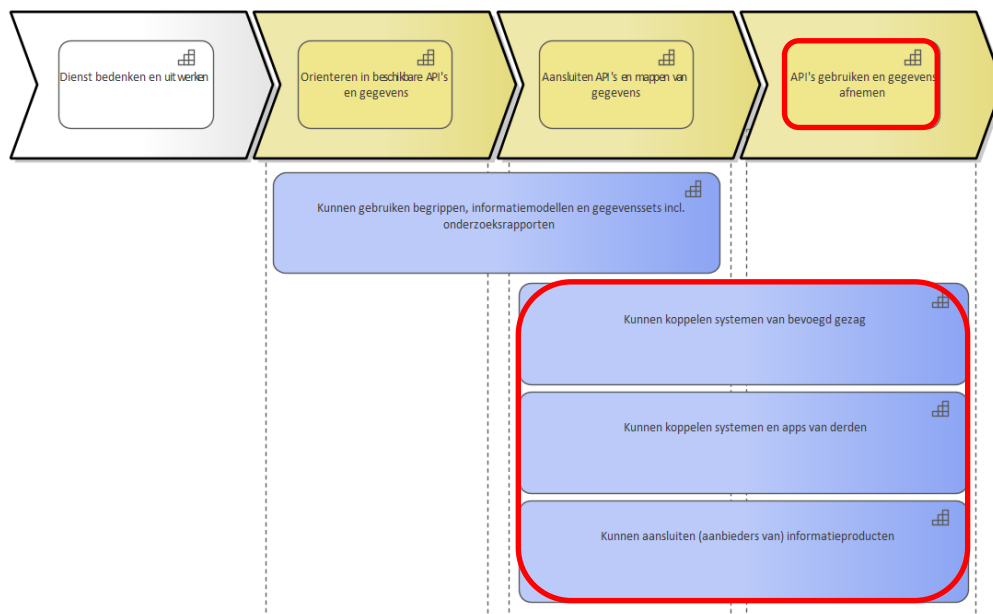 Dienst bedenken en uitwerken
Orienteren in beschikbare API's
en gegevens
Aansluiten API's en mappen van
gegevens
API's gebruiken en gegevens
afnemen
Kunnen gebruiken begrippen, informatiemodellen en gegevenssets incl.
onderzoeksrapporten
Kunnen koppelen systemen van bevoegd gezag
Kunnen koppelen systemen en apps van derden
Kunnen aansluiten (aanbieders van) informatieproducten